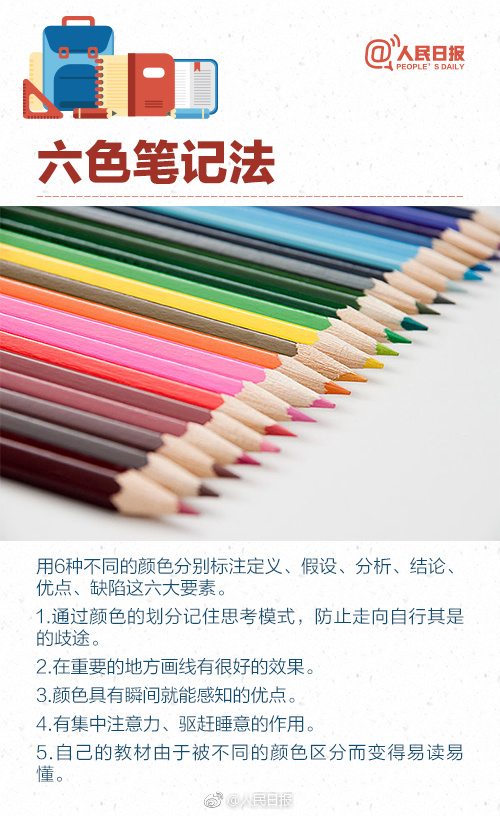 @人民日报
PEOPLE'S DAILY
六色笔记法
用6种不同的颜色分别标注定义、假设、分析、结论、
优点、缺陷这六大要素。
1.通过颜色的划分记住思考模式，防止走向自行其是
的歧途。
2.在重要的地方画线有很好的效果。
3.颜色具有瞬间就能感知的优点。
4.有集中注意力、驱赶睡意的作用。
5.自己的教材由于被不同的颜色区分而变得易读易
懂。
@人民日报